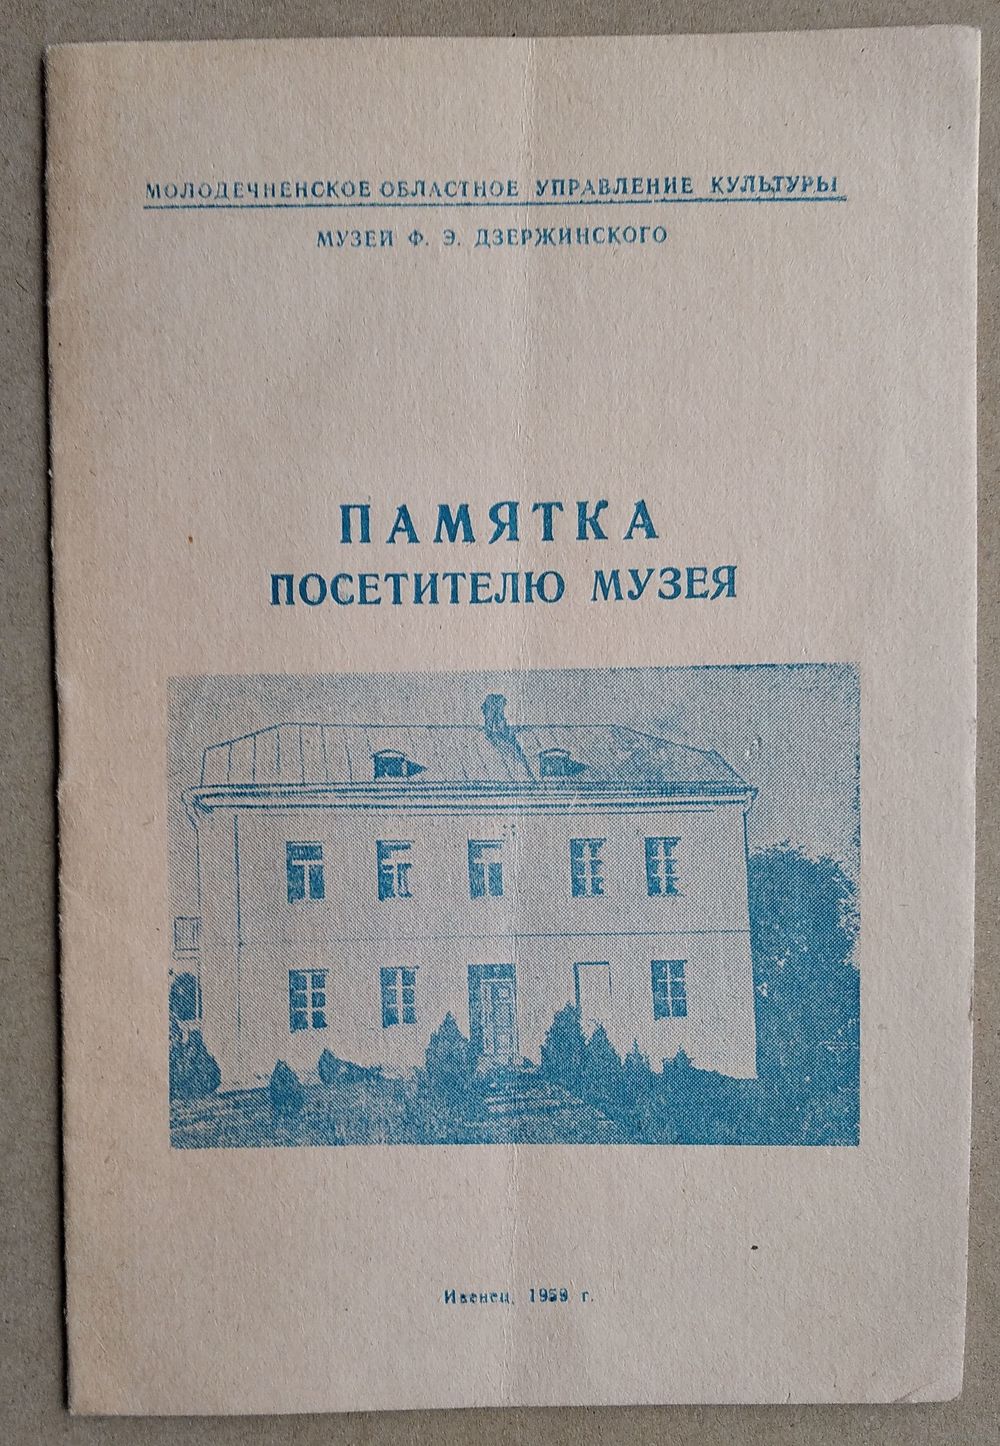 МОЛОДЕЧНЕНСКОЕ ОБЛАСТНОЕ УПРАВЛЕНИЕ КУЛЬТУРЫ
МУЗЕЙ Ф. Э. ДЗЕРЖИНСКОГО
ПАМЯТКА
ПОСЕТИТЕЛЮ МУЗЕЯ
Ивенец, 1959 г.